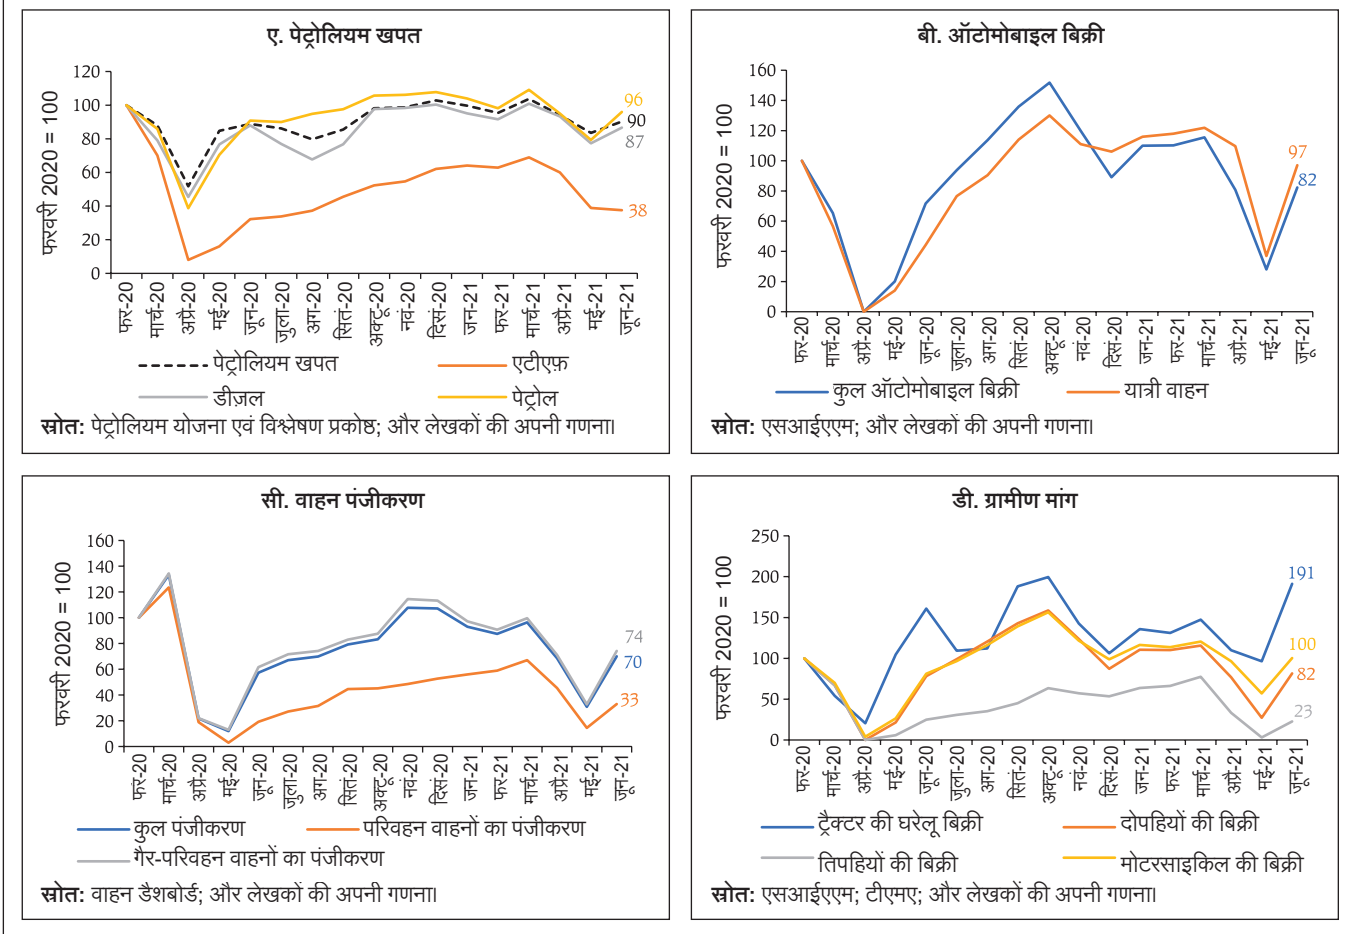 ए. पेट्रोलियम खपत
फरवरी 2020 = 100
120
100
80
60
40
20
0
96
90
87
38
फर-20
मार्च-20
अप्रै-20
मई-20
जून-20
जुला-20
अग-20
सितं-20
अक्टू-20
नवं-20
दिसं-20
जन-21
फर-21
मार्च-21
अप्रै-21
मई-21
जून-21
पेट्रोलियम खपत एटीएफ़
डीज़ल पेट्रोल
स्रोत: पेट्रोलियम योजना एवं विश्लेषण प्रकोष्ठ; और लेखकों की अपनी गणना।
बी. ऑटोमोबाइल बिक्री
फरवरी 2020 = 100
160
140
120
100
80
60
40
20
0
97
82
फर-20
मार्च-20
अप्रै-20
मई-20
जून-20
जुला-20
अग-20
सितं-20
अक्टू-20
नवं-20
दिसं-20
जन-21
फर-21
मार्च-21
अप्रै-21
मई-21
जून-21
कुल ऑटोमोबाइल बिक्री यात्री वाहन
स्रोत: एसआईएएम; और लेखकों की अपनी गणना।
सी. वाहन पंजीकरण
फरवरी 2020 = 100
160
140
120
100
80
60
40
20
0
74
70
33
फर-20
मार्च-20
अप्रै-20
मई-20
जून-20
जुला-20
अग-20
सितं-20
अक्टू-20
नवं-20
दिसं-20
जन-21
फर-21
मार्च-21
अप्रै-21
मई-21
जून-21
कुल पंजीकरण परिवहन वाहनों का पंजीकरण
गैर-परिवहन वाहनों का पंजीकरण
स्रोत: वाहन डैशबोर्ड; और लेखकों की अपनी गणना।
डी. ग्रामीण मांग
फरवरी 2020 = 100
250
200
150
100
50
0
191
100
82
23
फर-20
मार्च-20
अप्रै-20
मई-20
जून-20
जुला-20
अग-20
सितं-20
अक्टू-20
नवं-20
दिसं-20
जन-21
फर-21
मार्च-21
अप्रै-21
मई-21
जून-21
ट्रैक्टर की घरेलू बिक्री दोपहियों की बिक्री
तिपहियों की बिक्री मोटरसाइकिल की बिक्री
स्रोत: एसआईएएम; टीएमए; और लेखकों की अपनी गणना।